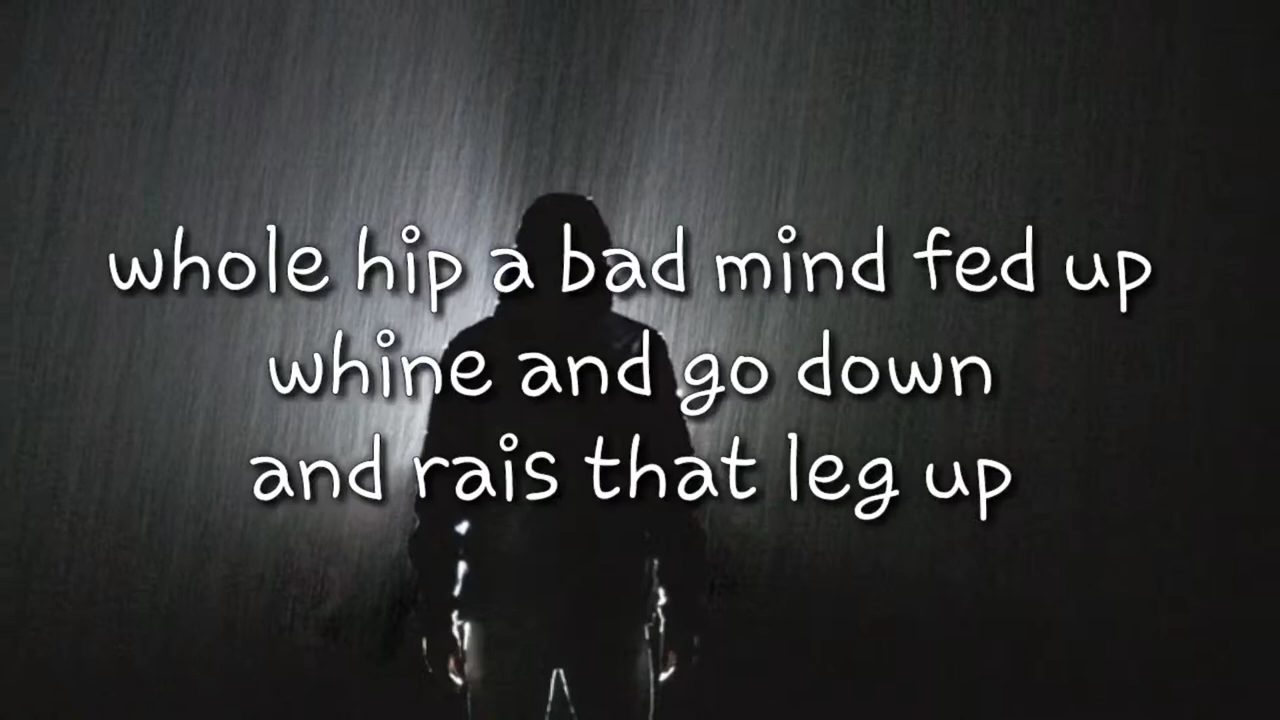 whole hip a bad mind fed up
whine and go down
and rais that leg up